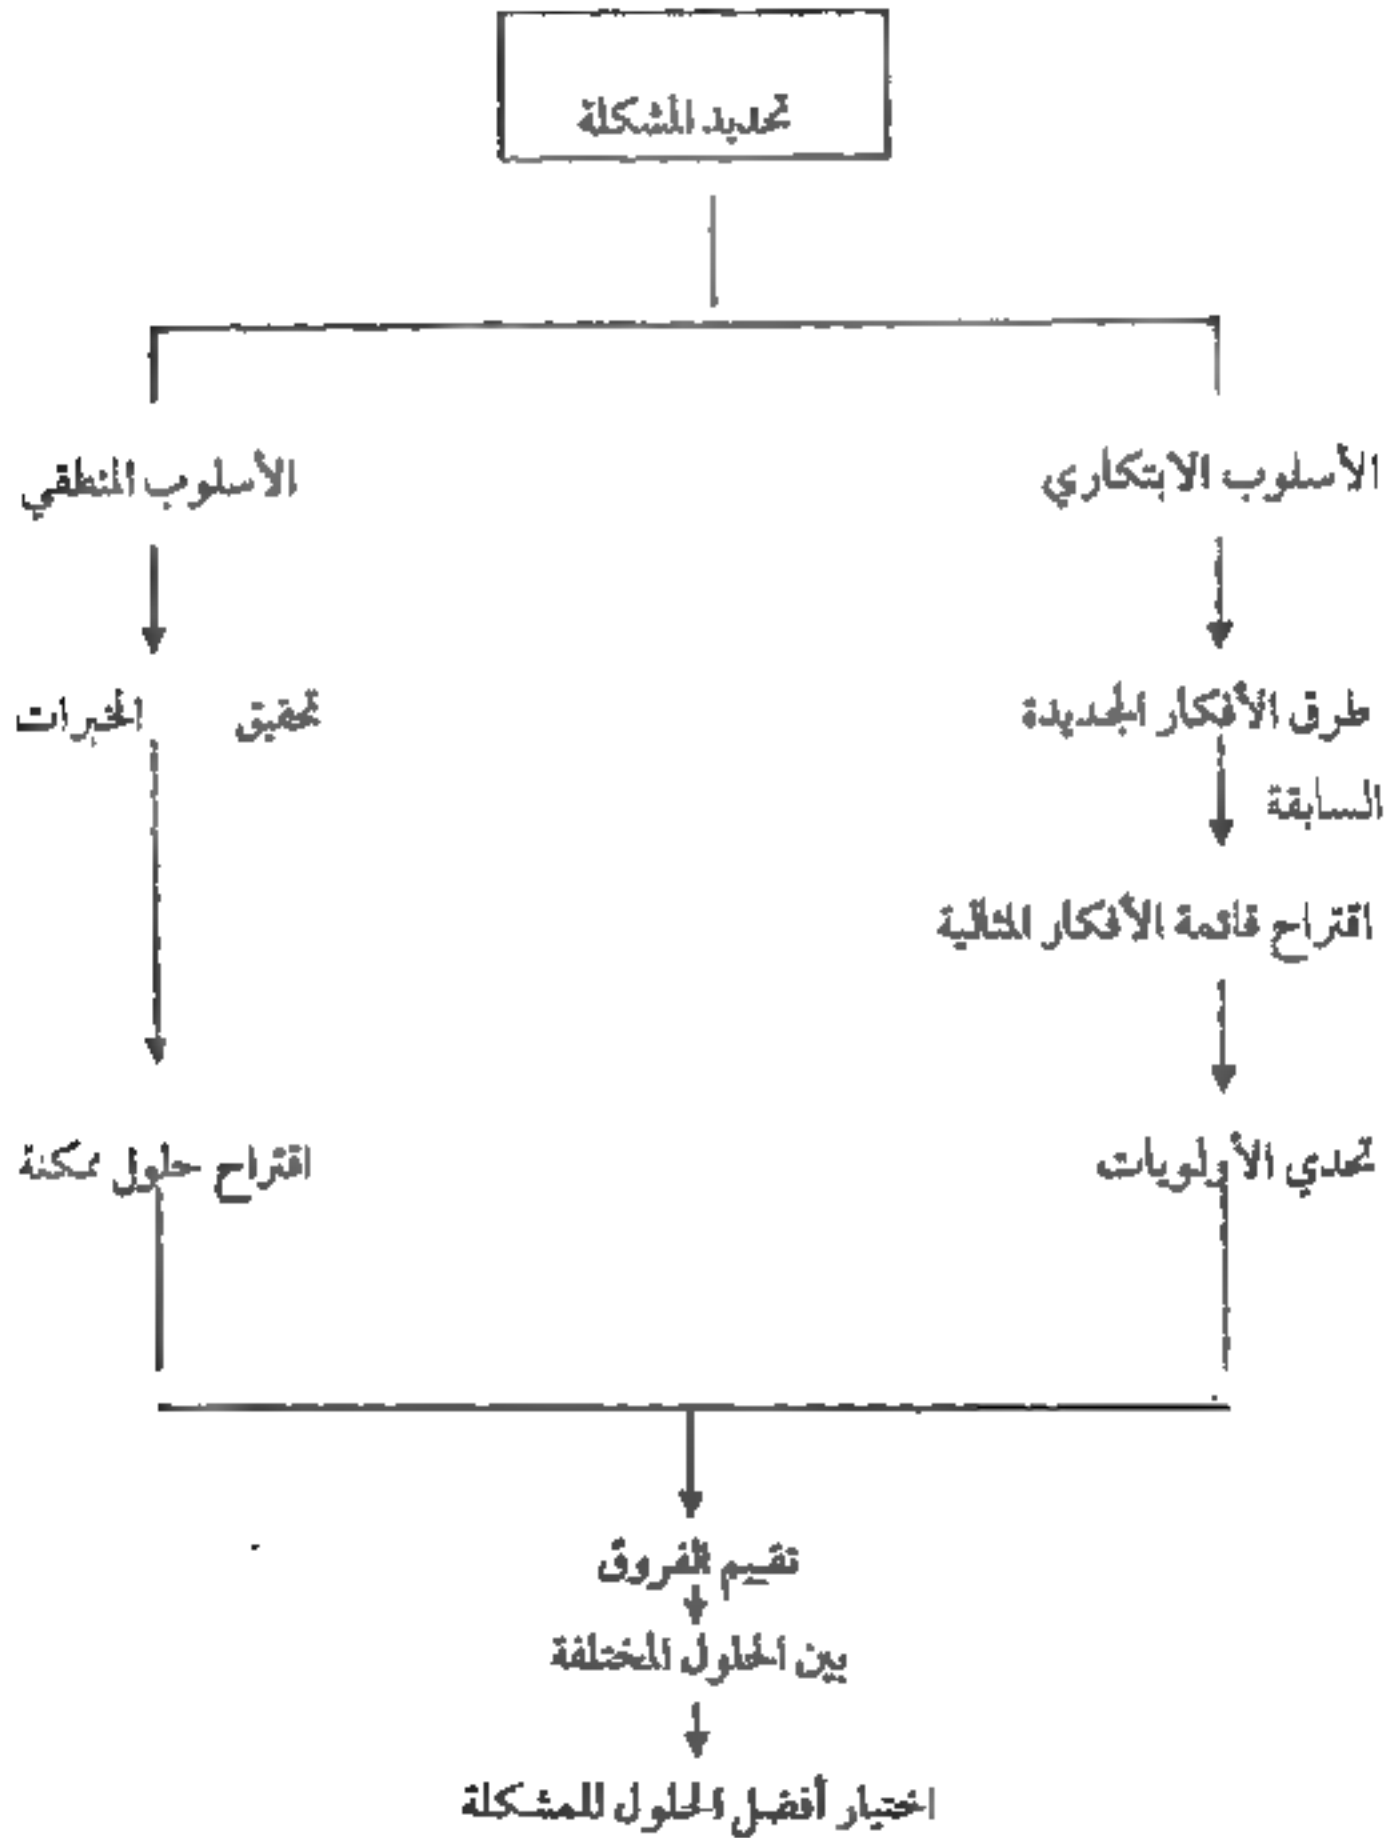 تحديد المشكلة
الأسلوب الابتكاري
الأسلوب المنطقي
طرق الأفكار الجديدة
تحقيق الخبرات
السابقة
اقتراح قائمة الأفكار المثالية
تحدي الأولويات
اقتراح حلول ممكنة
تقييم الفروق
بين الحلول المختلفة
اختيار أفضل الحلول للمشكلة